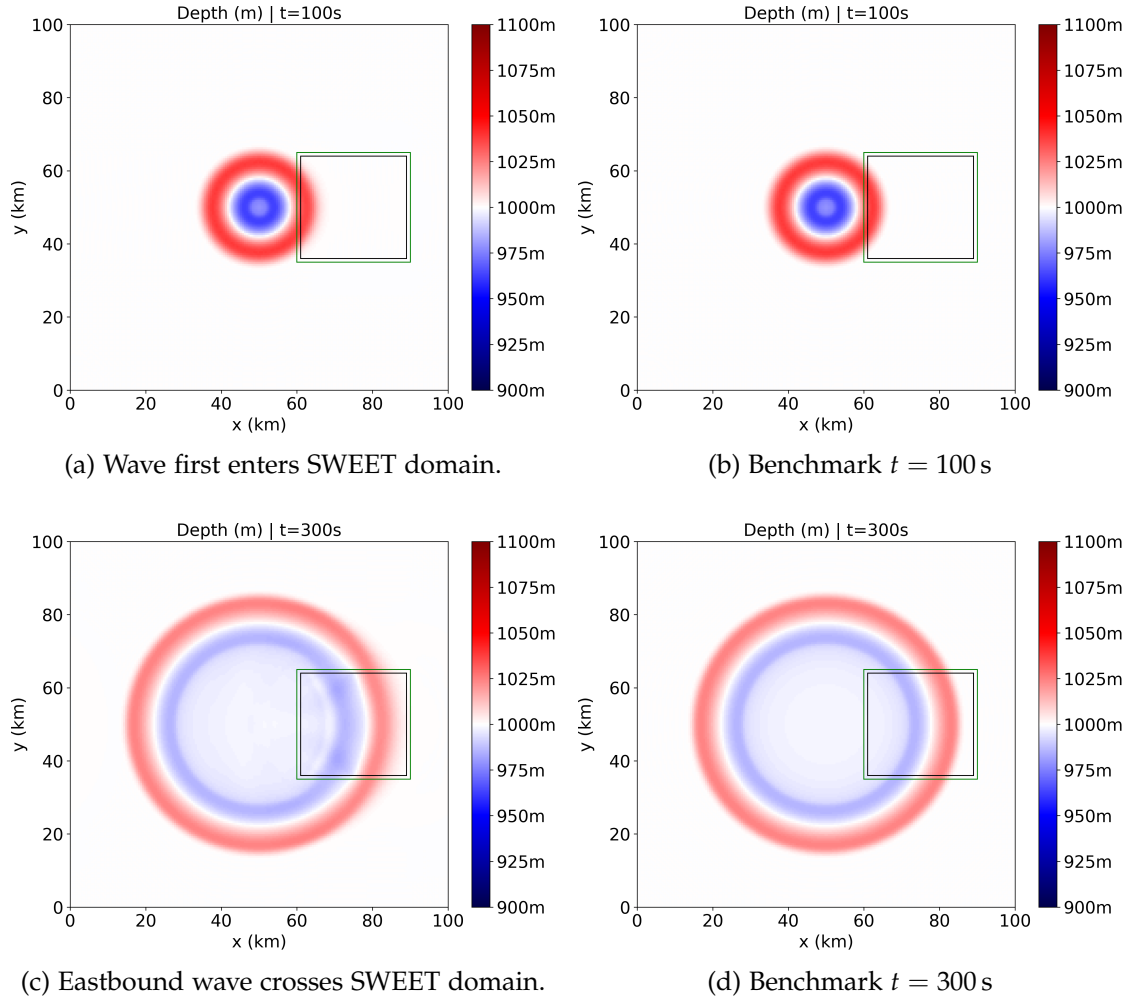 Depth (m) | t=100s
100
80
60
40
20
0
y (km)
0 20 40 60 80 100
x (km)
1100m
1075m
1050m
1025m
1000m
975m
950m
925m
900m
(a) Wave first enters SWEET domain.
Depth (m) | t=100s
100
80
60
40
20
0
y (km)
0 20 40 60 80 100
x (km)
1100m
1075m
1050m
1025m
1000m
975m
950m
925m
900m
(b) Benchmark t = 100 s
Depth (m) | t=300s
100
80
60
40
20
0
y (km)
0 20 40 60 80 100
x (km)
1100m
1075m
1050m
1025m
1000m
975m
950m
925m
900m
(c) Eastbound wave crosses SWEET domain.
Depth (m) | t=300s
100
80
60
40
20
0
y (km)
0 20 40 60 80 100
x (km)
1100m
1075m
1050m
1025m
1000m
975m
950m
925m
900m
(d) Benchmark t = 300 s